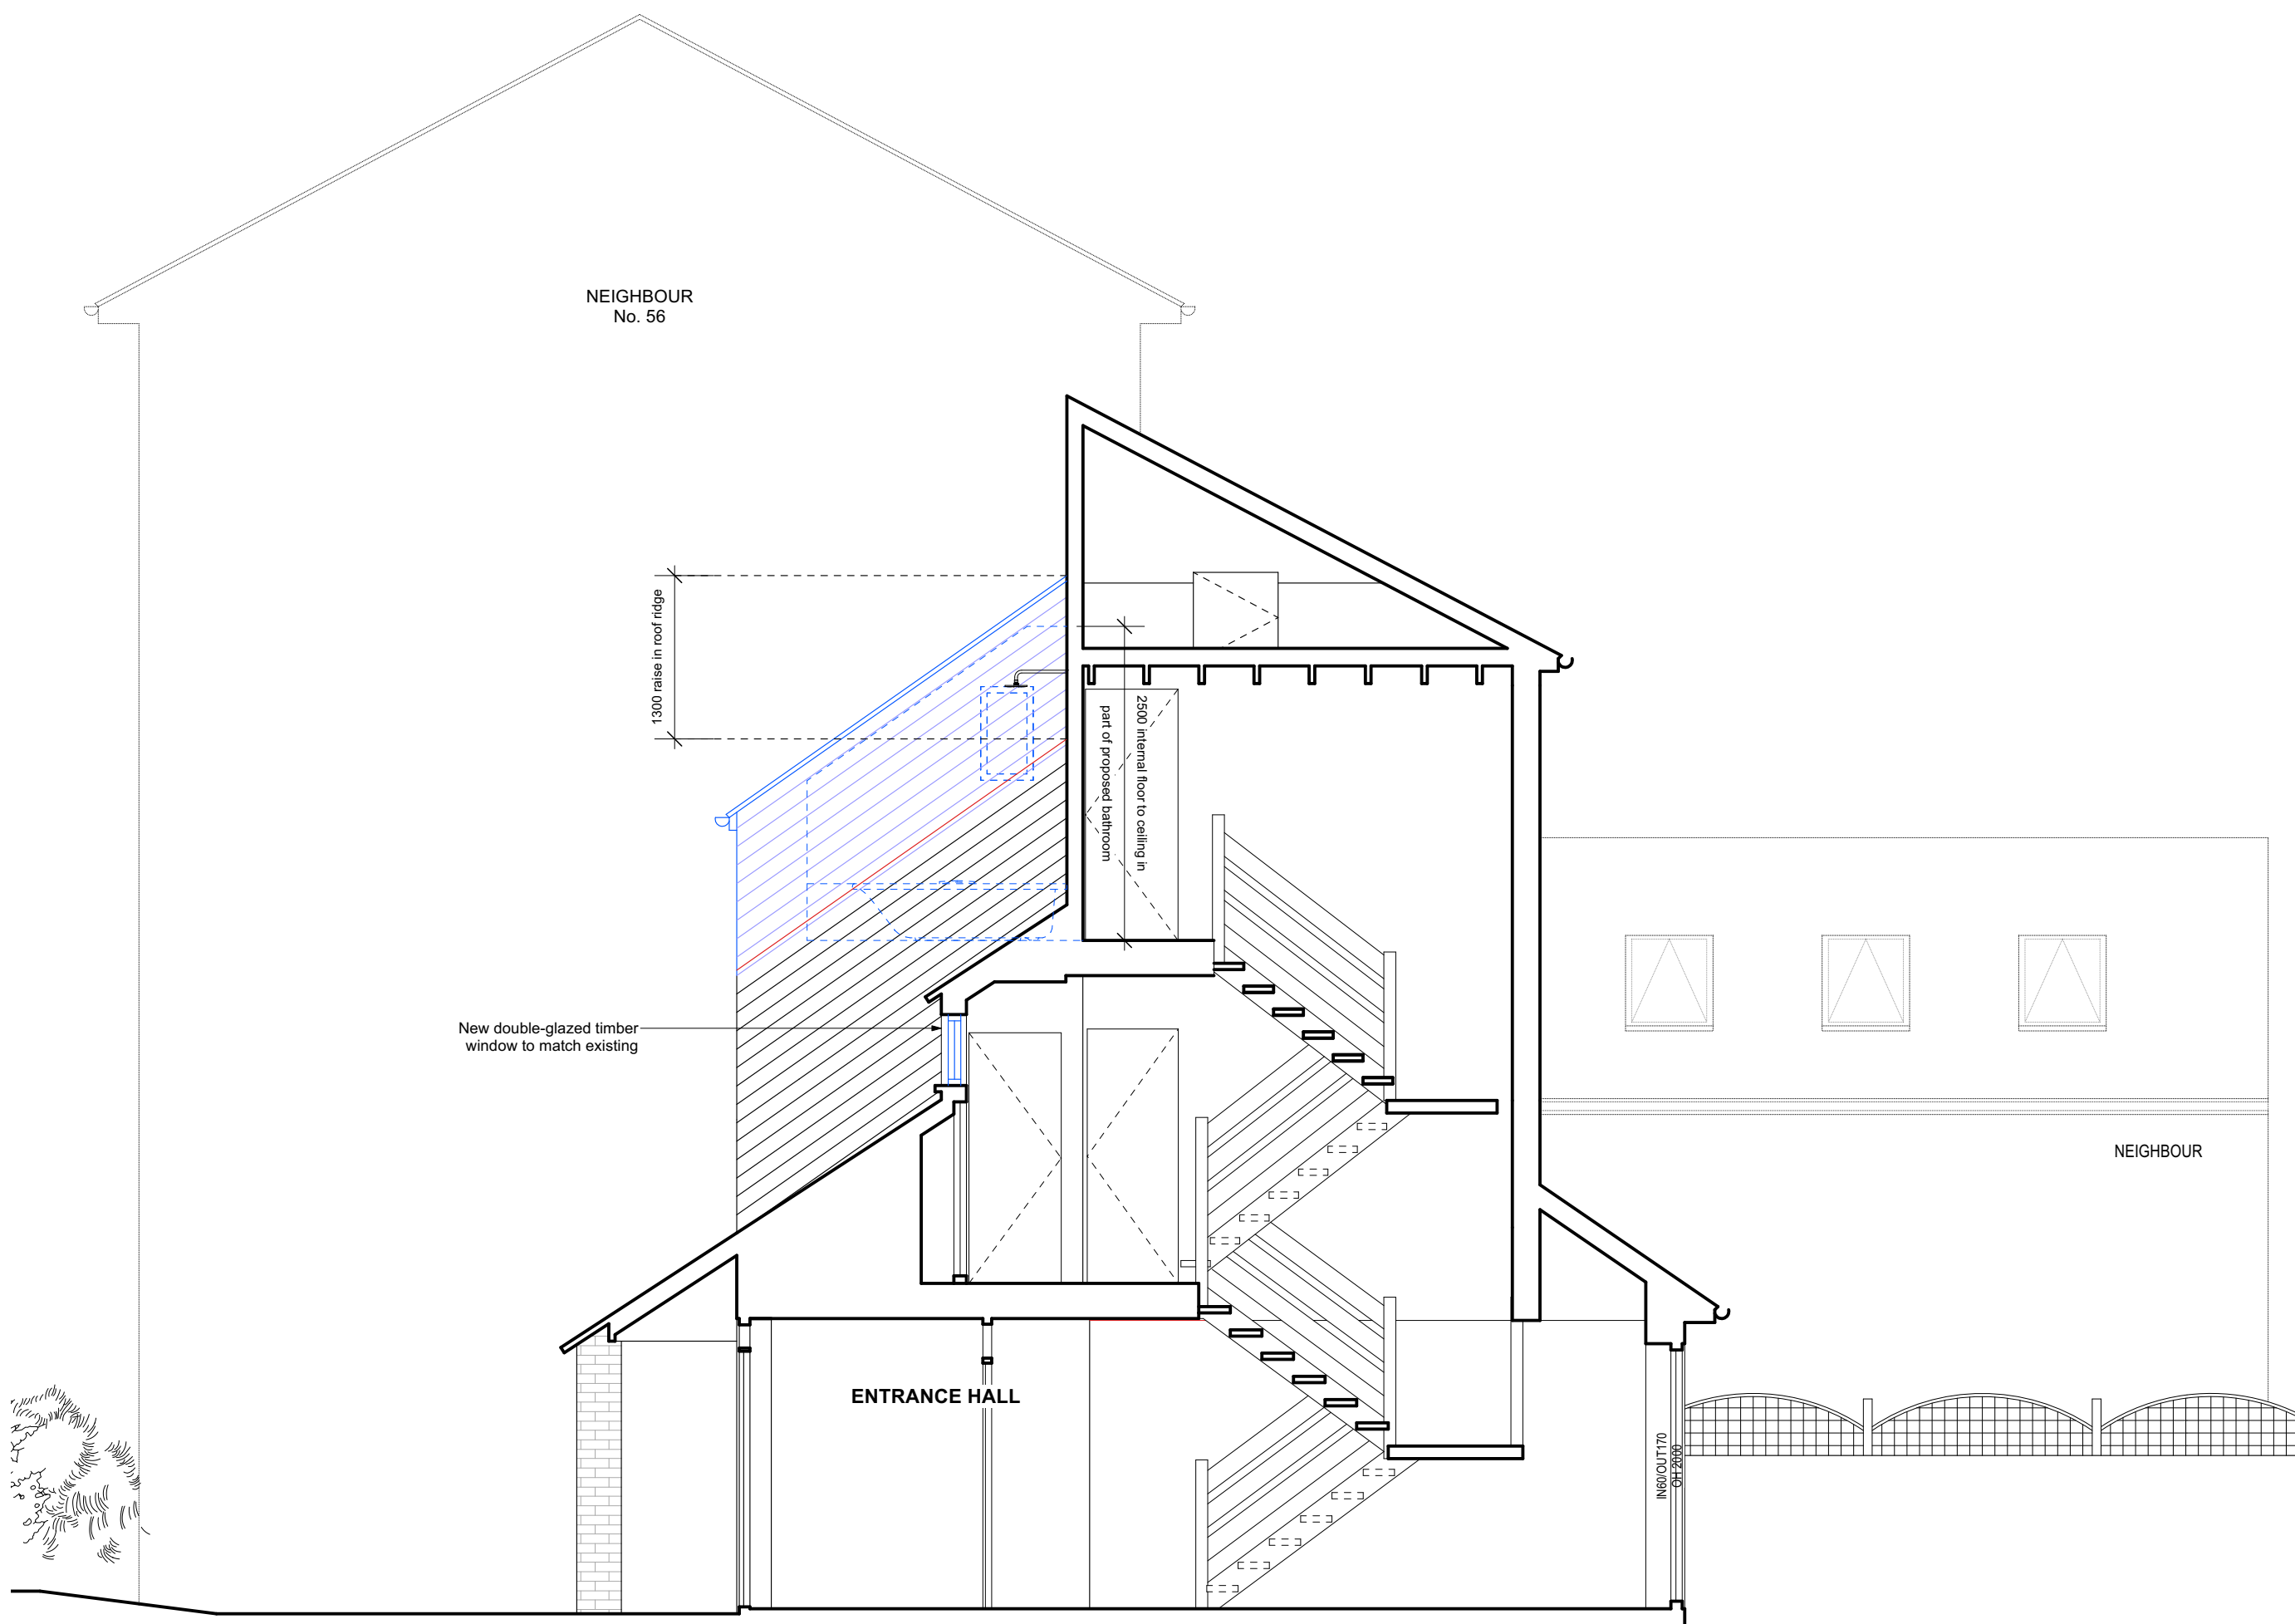 NEIGHBOUR
No. 56
1300 raise in roof ridge
2500 internal floor to ceiling in
part of proposed bathroom
New double-glazed timber
window to match existing
NEIGHBOUR
ENTRANCE HALL
IN60/OUT170
OH 2000